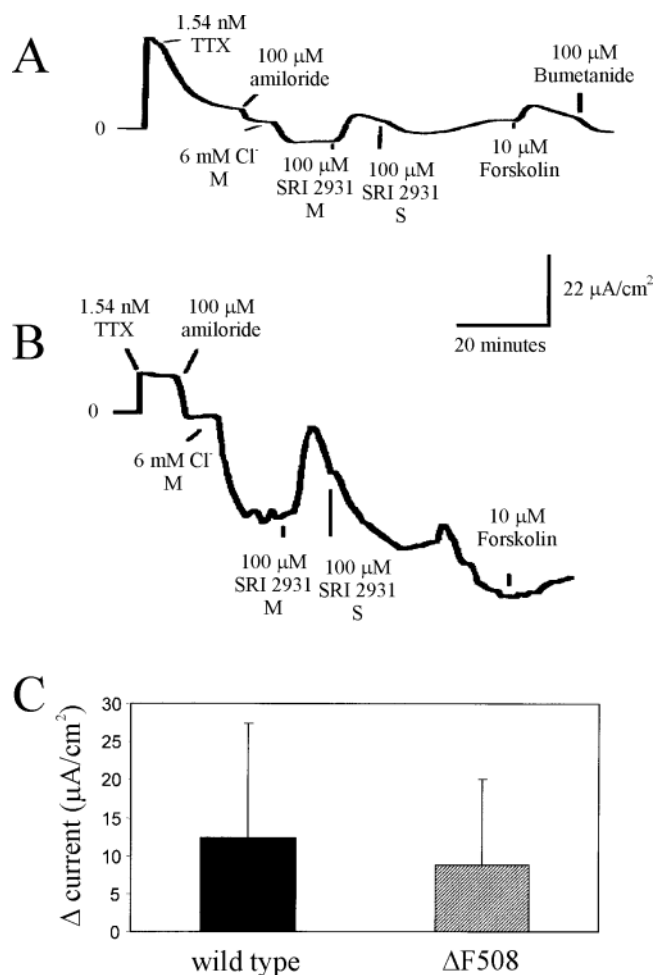 A
1.54 nM
TTX
100 μM
amiloride
100 μM
Bumetanide
0
6 mM Cl-
M
100 μM
SRI 2931
M
100 μM
SRI 2931
S
10 μM
Forskolin
22 μA/cm²
20 minutes
B
1.54 nM
TTX
100 μM
amiloride
0
6 mM Cl-
M
100 μM
SRI 2931
M
100 μM
SRI 2931
S
10 μM
Forskolin
C
Δ current (μA/cm²)
30
25
20
15
10
5
0
wild type
ΔF508